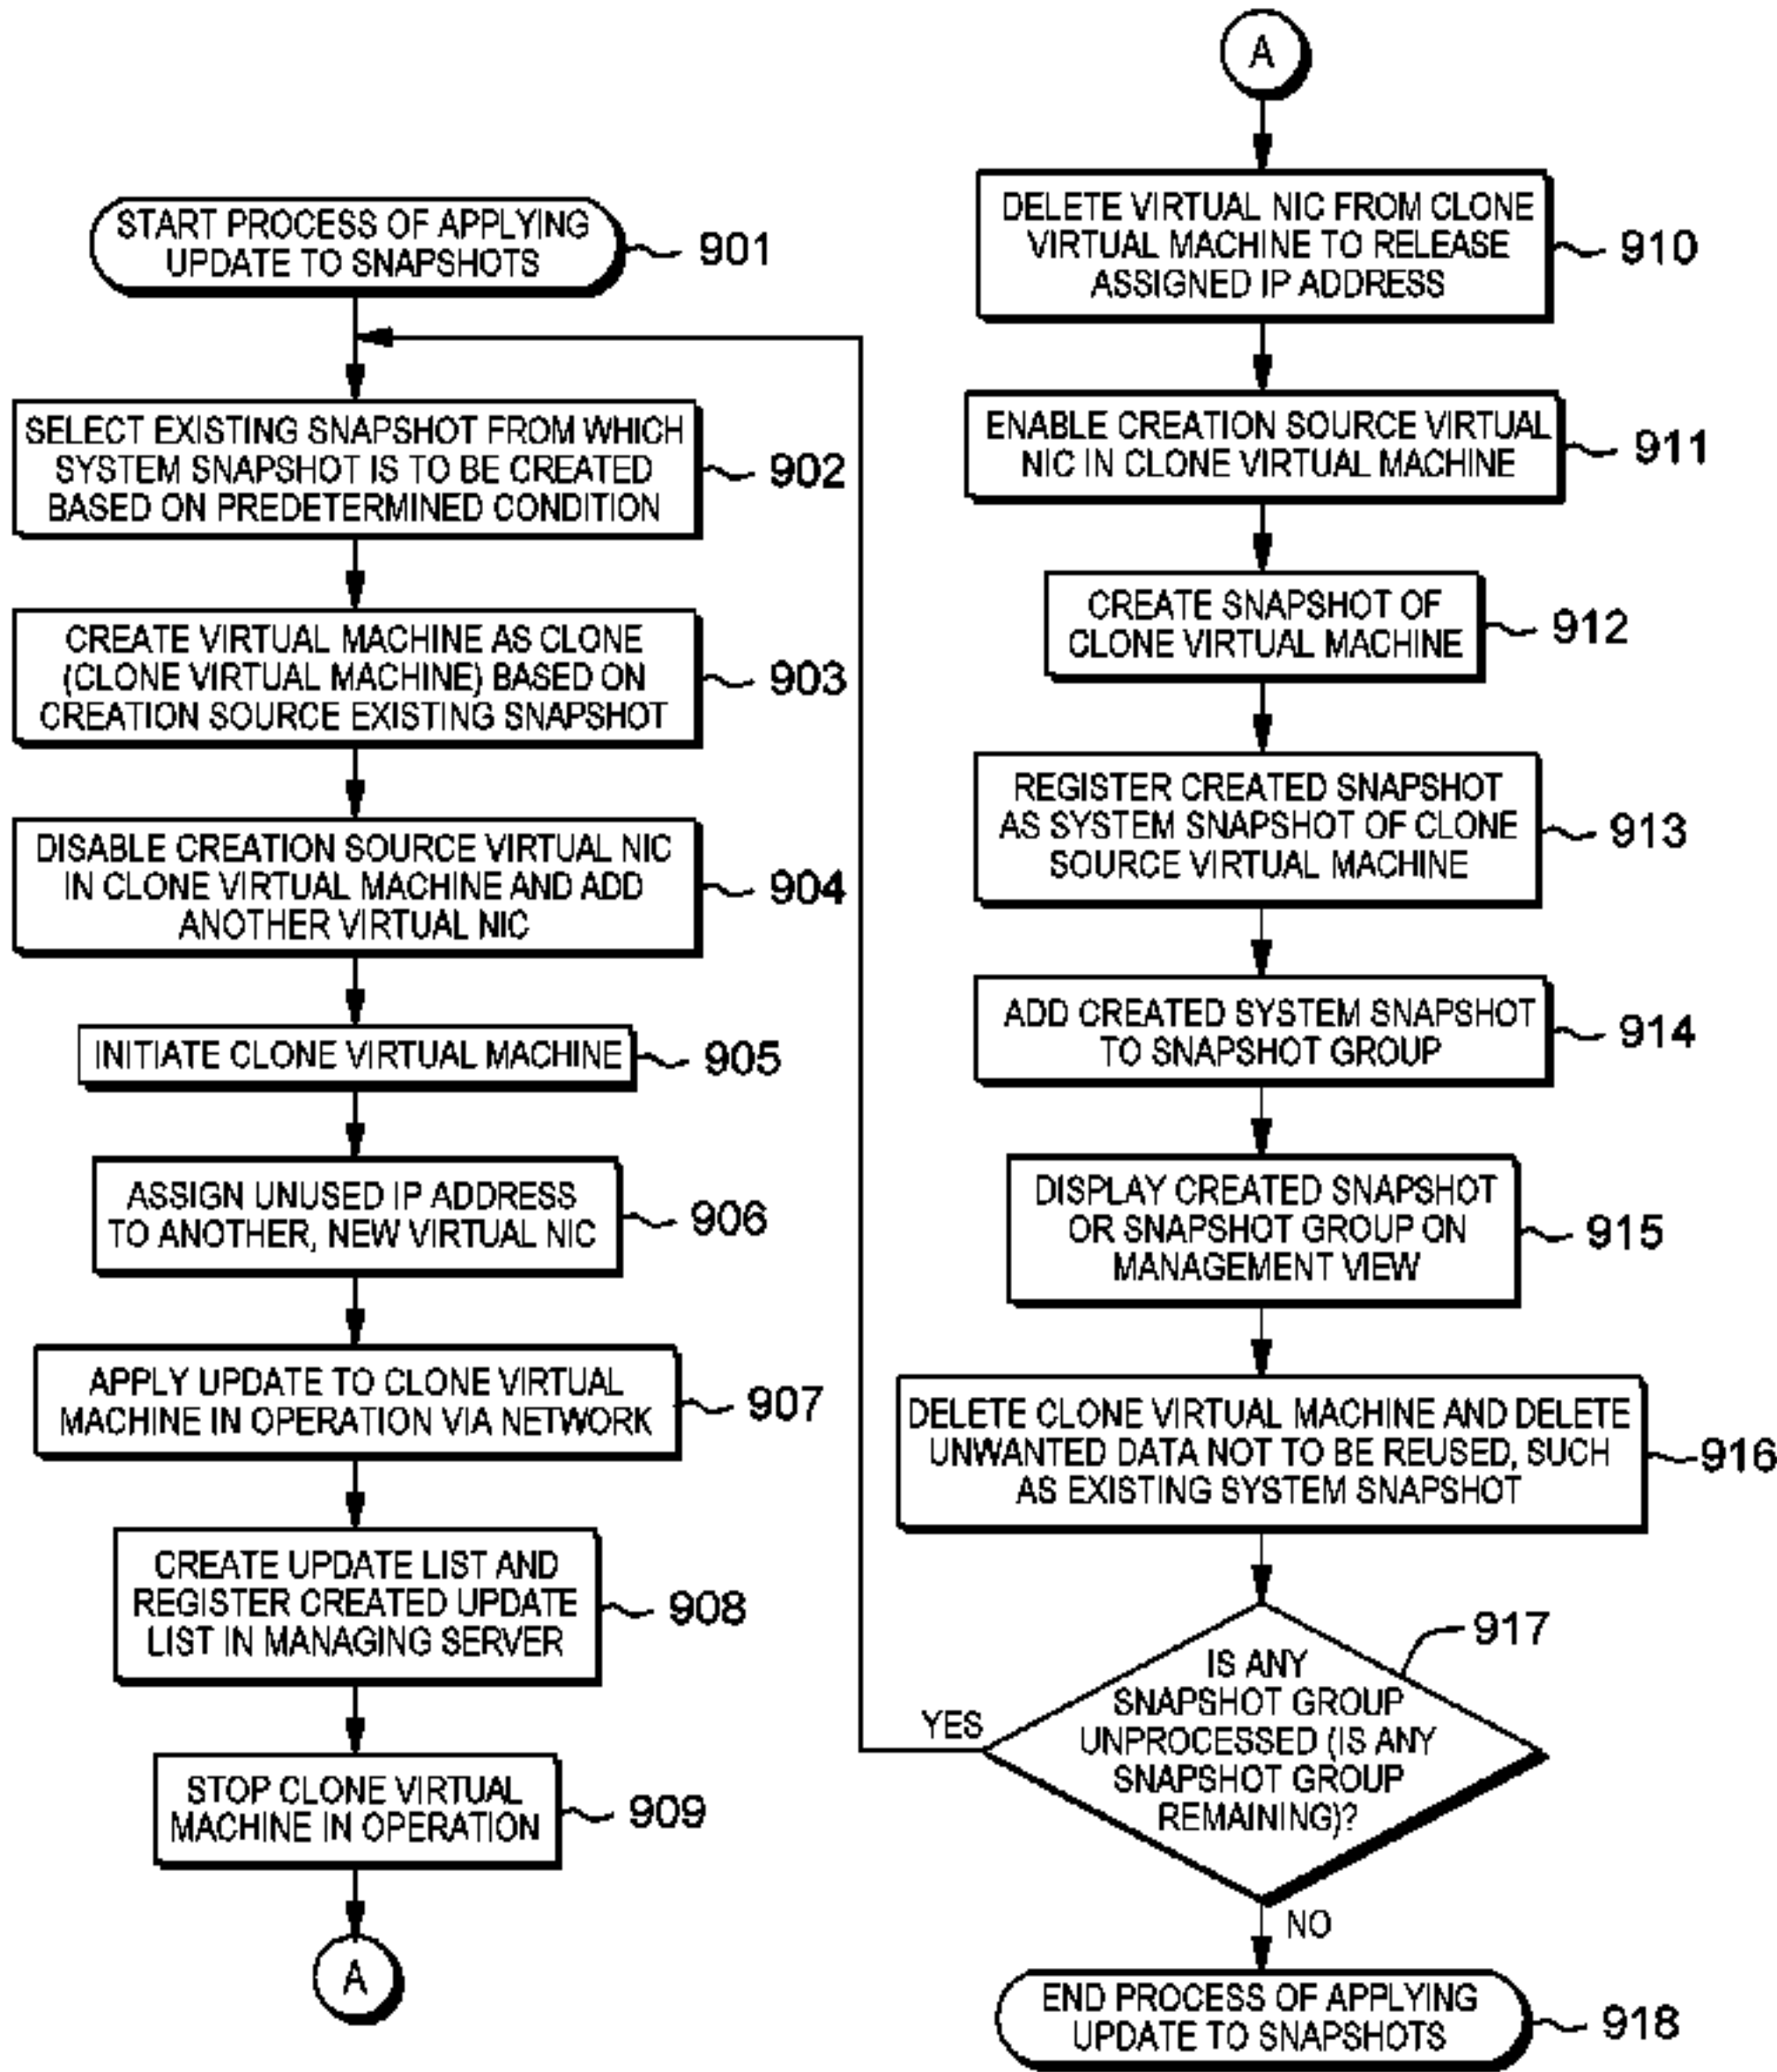 START PROCESS OF APPLYING
UPDATE TO SNAPSHOTS
901
SELECT EXISTING SNAPSHOT FROM WHICH
SYSTEM SNAPSHOT IS TO BE CREATED
BASED ON PREDETERMINED CONDITION
902
CREATE VIRTUAL MACHINE AS CLONE
(CLONE VIRTUAL MACHINE) BASED ON
CREATION SOURCE EXISTING SNAPSHOT
903
DISABLE CREATION SOURCE VIRTUAL NIC
IN CLONE VIRTUAL MACHINE AND ADD
ANOTHER VIRTUAL NIC
904
INITIATE CLONE VIRTUAL MACHINE
905
ASSIGN UNUSED IP ADDRESS
TO ANOTHER, NEW VIRTUAL NIC
906
APPLY UPDATE TO CLONE VIRTUAL
MACHINE IN OPERATION VIA NETWORK
907
CREATE UPDATE LIST AND
REGISTER CREATED UPDATE
LIST IN MANAGING SERVER
908
STOP CLONE VIRTUAL
MACHINE IN OPERATION
909
A
A
DELETE VIRTUAL NIC FROM CLONE
VIRTUAL MACHINE TO RELEASE
ASSIGNED IP ADDRESS
910
ENABLE CREATION SOURCE VIRTUAL
NIC IN CLONE VIRTUAL MACHINE
911
CREATE SNAPSHOT OF
CLONE VIRTUAL MACHINE
912
REGISTER CREATED SNAPSHOT
AS SYSTEM SNAPSHOT OF CLONE
SOURCE VIRTUAL MACHINE
913
ADD CREATED SYSTEM SNAPSHOT
TO SNAPSHOT GROUP
914
DISPLAY CREATED SNAPSHOT
OR SNAPSHOT GROUP ON
MANAGEMENT VIEW
915
DELETE CLONE VIRTUAL MACHINE AND DELETE
UNWANTED DATA NOT TO BE REUSED, SUCH
AS EXISTING SYSTEM SNAPSHOT
916
IS ANY
SNAPSHOT GROUP
UNPROCESSED (IS ANY
SNAPSHOT GROUP
REMAINING)?
917
YES
NO
END PROCESS OF APPLYING
UPDATE TO SNAPSHOTS
918